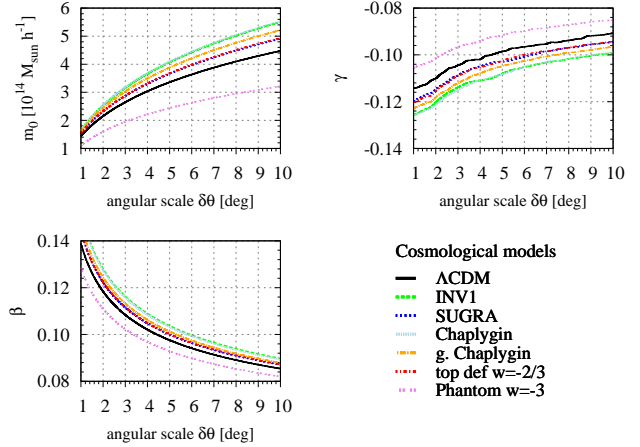 m0 [10^14 Msun h^-1]
6
5
4
3
2
1
1 2 3 4 5 6 7 8 9 10
angular scale δθ [deg]
γ
-0.08
-0.10
-0.12
-0.14
1 2 3 4 5 6 7 8 9 10
angular scale δθ [deg]
β
0.14
0.12
0.10
0.08
1 2 3 4 5 6 7 8 9 10
angular scale δθ [deg]
Cosmological models
ΛCDM
INV1
SUGRA
Chaplygin
g. Chaplygin
top def w=-2/3
Phantom w=-3